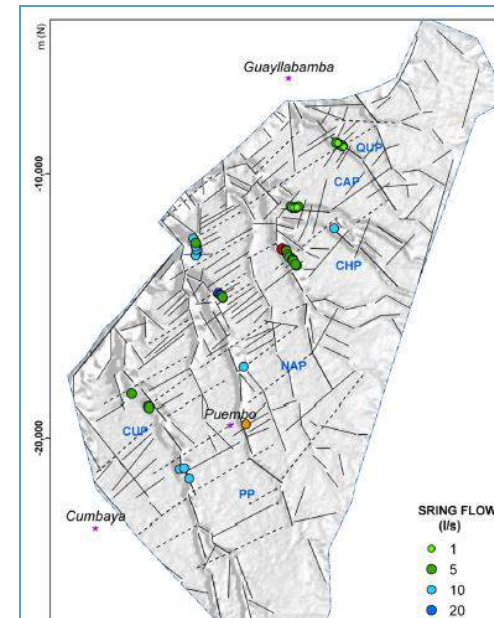 m (N)
Guayllabamba
QUP
-10,000
CAP
CHP
NAP
Puembo
CUP
-20,000
PP
SRING FLOW
(l/s)
Cumbaya
1
5
10
20